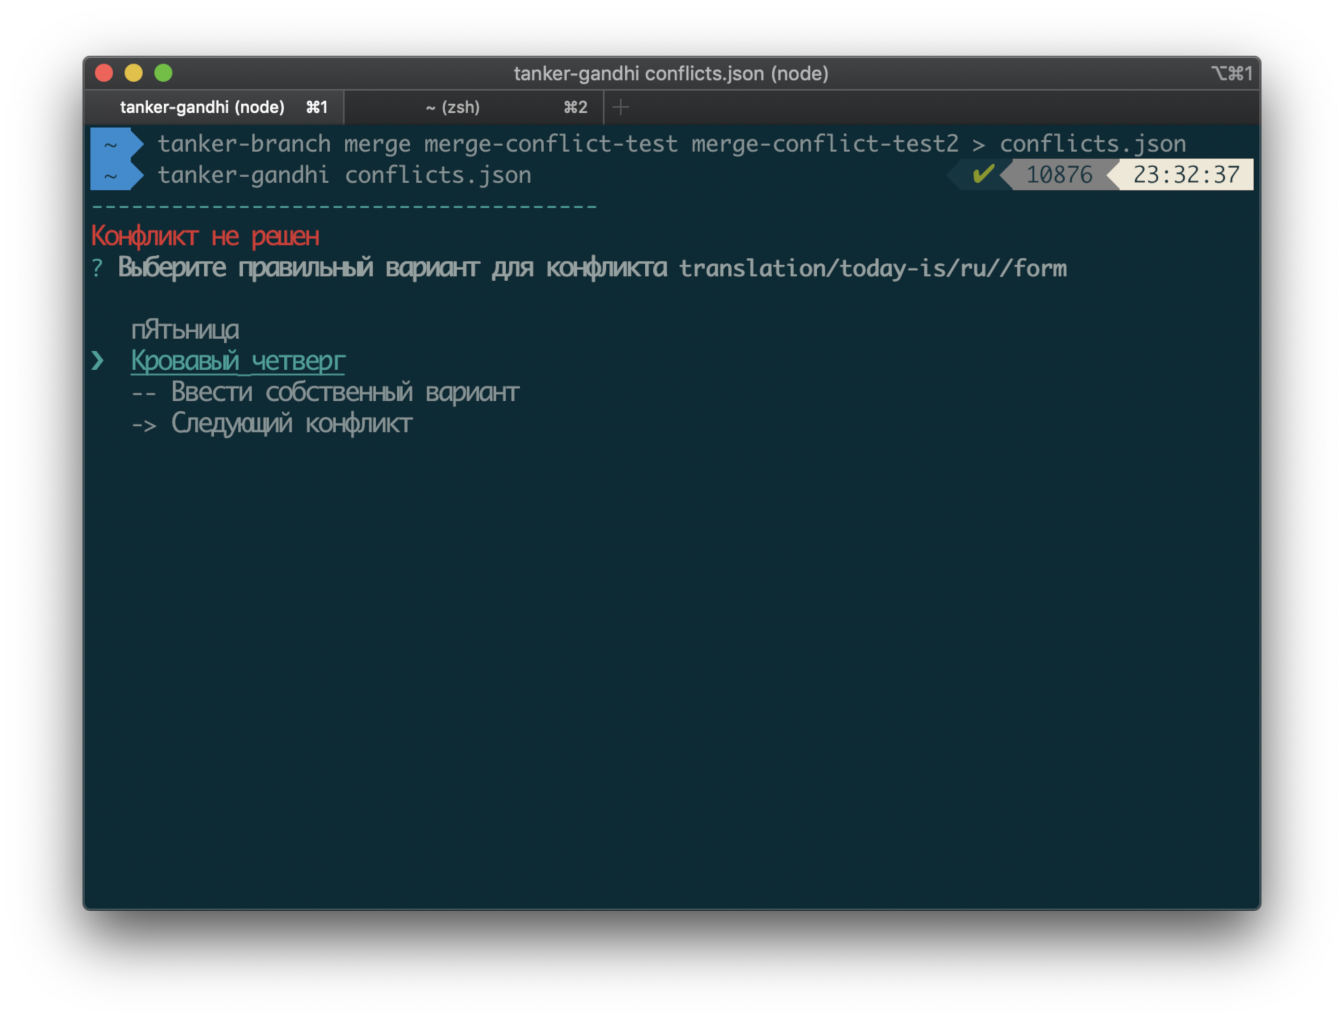 tanker-gandhi conflicts.json (node) ⌥⌘1
tanker-gandhi (node) ⌘1 ~ (zsh) ⌘2 +
~ tanker-branch merge merge-conflict-test merge-conflict-test2 > conflicts.json
~ tanker-gandhi conflicts.json ✔ 10876 23:32:37
--------------------------------------
Конфликт не решен
? Выберите правильный вариант для конфликта translation/today-is/ru//form
пЯтьница
❯ Кровавый четверг
-- Ввести собственный вариант
-> Следующий конфликт